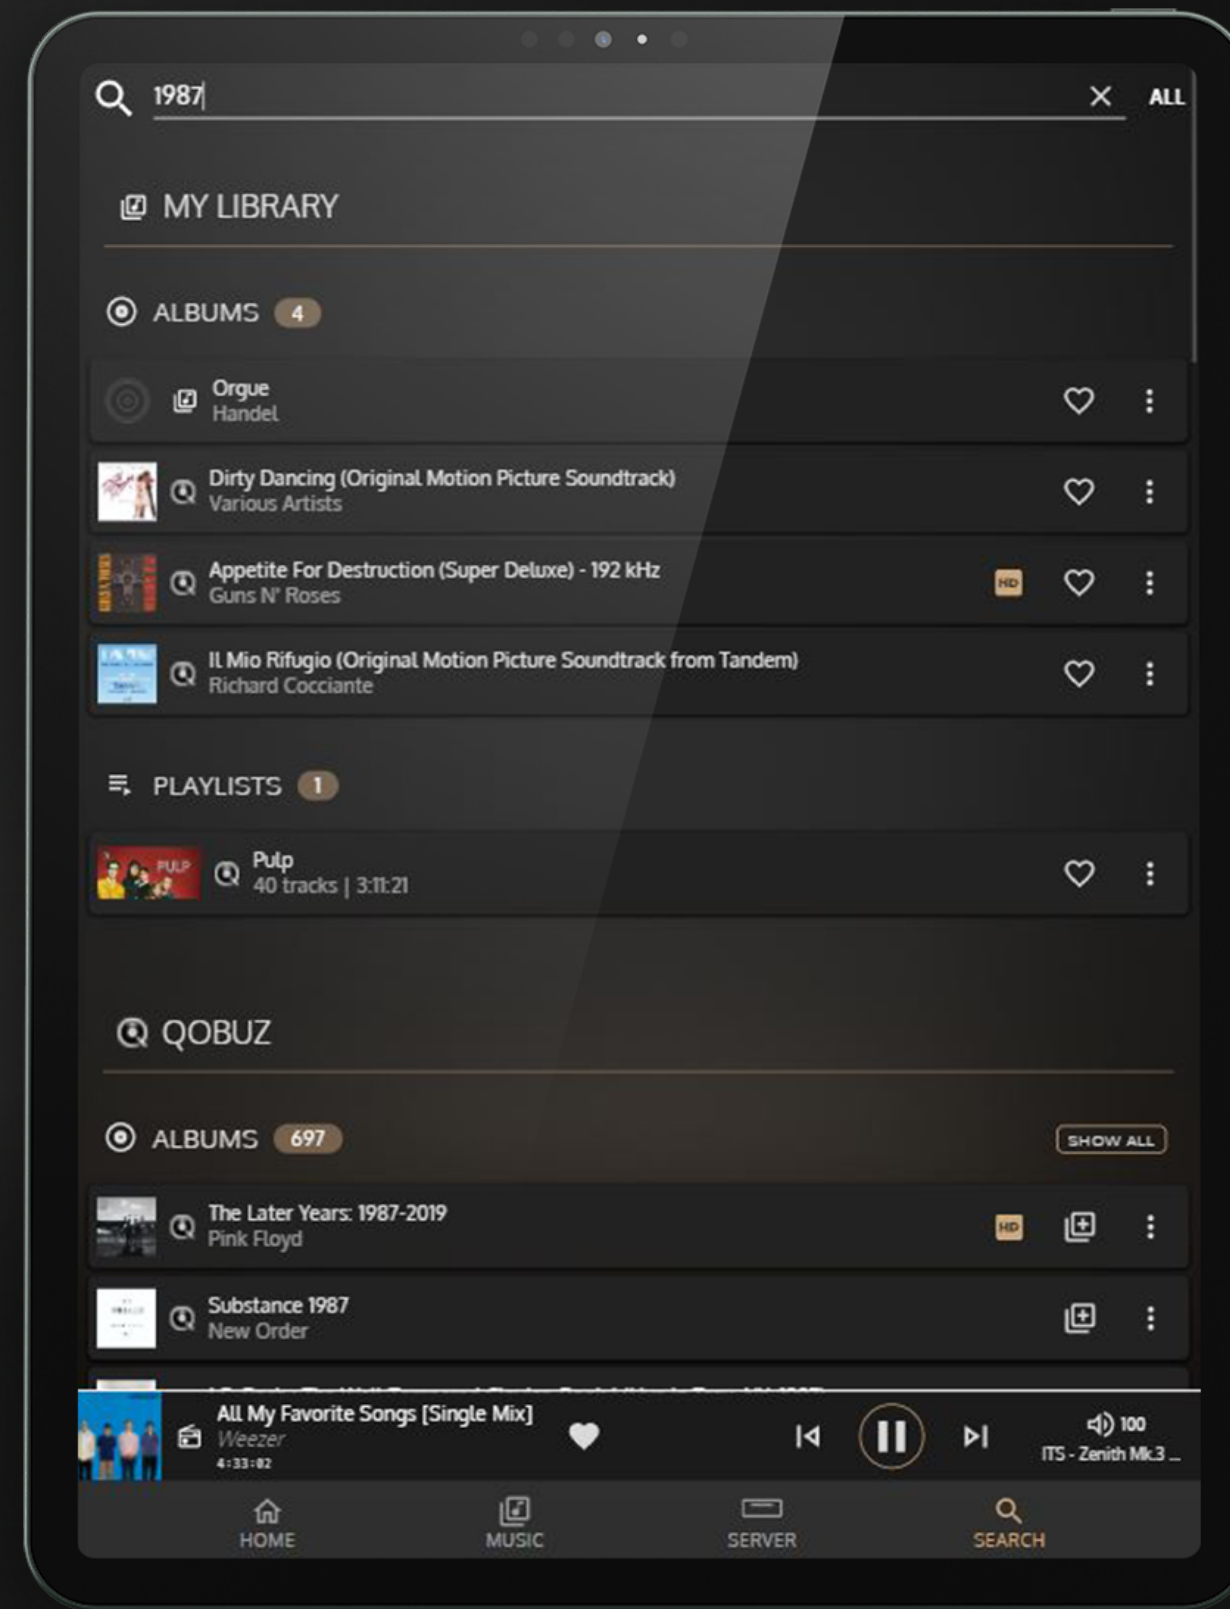 1987
ALL
MY LIBRARY
ALBUMS 4
Orgue
Handel
Dirty Dancing (Original Motion Picture Soundtrack)
Various Artists
Appetite For Destruction (Super Deluxe) - 192 kHz
Guns N' Roses
HD
Il Mio Rifugio (Original Motion Picture Soundtrack from Tandem)
Richard Cocciante
PLAYLISTS 1
PULP
Pulp
40 tracks | 3:11:21
QOBUZ
ALBUMS 697
SHOW ALL
The Later Years: 1987-2019
Pink Floyd
HD
Substance 1987
New Order
All My Favorite Songs [Single Mix]
Weezer
4:33:02
100
ITS - Zenith Mk.3 ...
HOME
MUSIC
SERVER
SEARCH